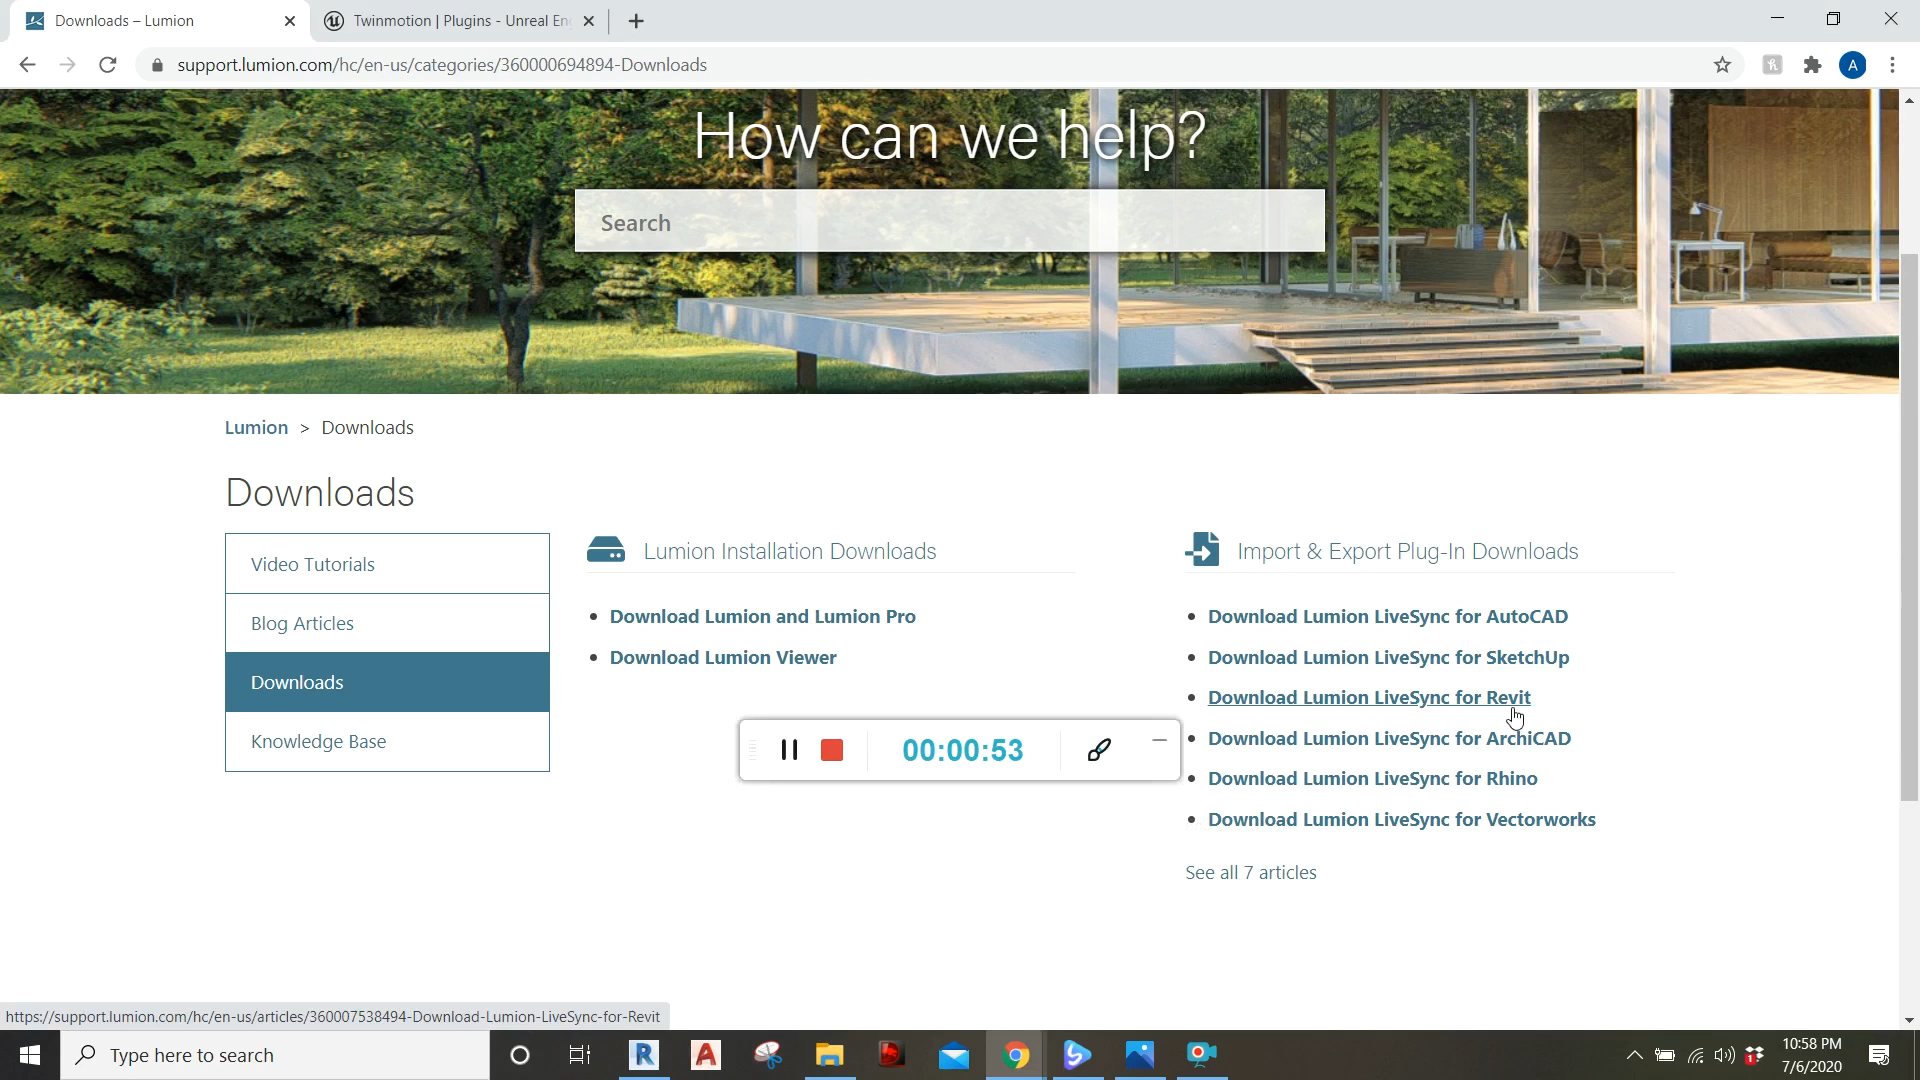 Downloads – Lumion
Twinmotion | Plugins - Unreal En
support.lumion.com/hc/en-us/categories/360000694894-Downloads
A
How can we help?
Search
Lumion > Downloads
Downloads
Video Tutorials
Blog Articles
Downloads
Knowledge Base
Lumion Installation Downloads
• Download Lumion and Lumion Pro
• Download Lumion Viewer
Import & Export Plug-In Downloads
• Download Lumion LiveSync for AutoCAD
• Download Lumion LiveSync for SketchUp
• Download Lumion LiveSync for Revit
• Download Lumion LiveSync for ArchiCAD
• Download Lumion LiveSync for Rhino
• Download Lumion LiveSync for Vectorworks
See all 7 articles
00:00:53
https://support.lumion.com/hc/en-us/articles/360007538494-Download-Lumion-LiveSync-for-Revit
Type here to search
R
A
10:58 PM
7/6/2020